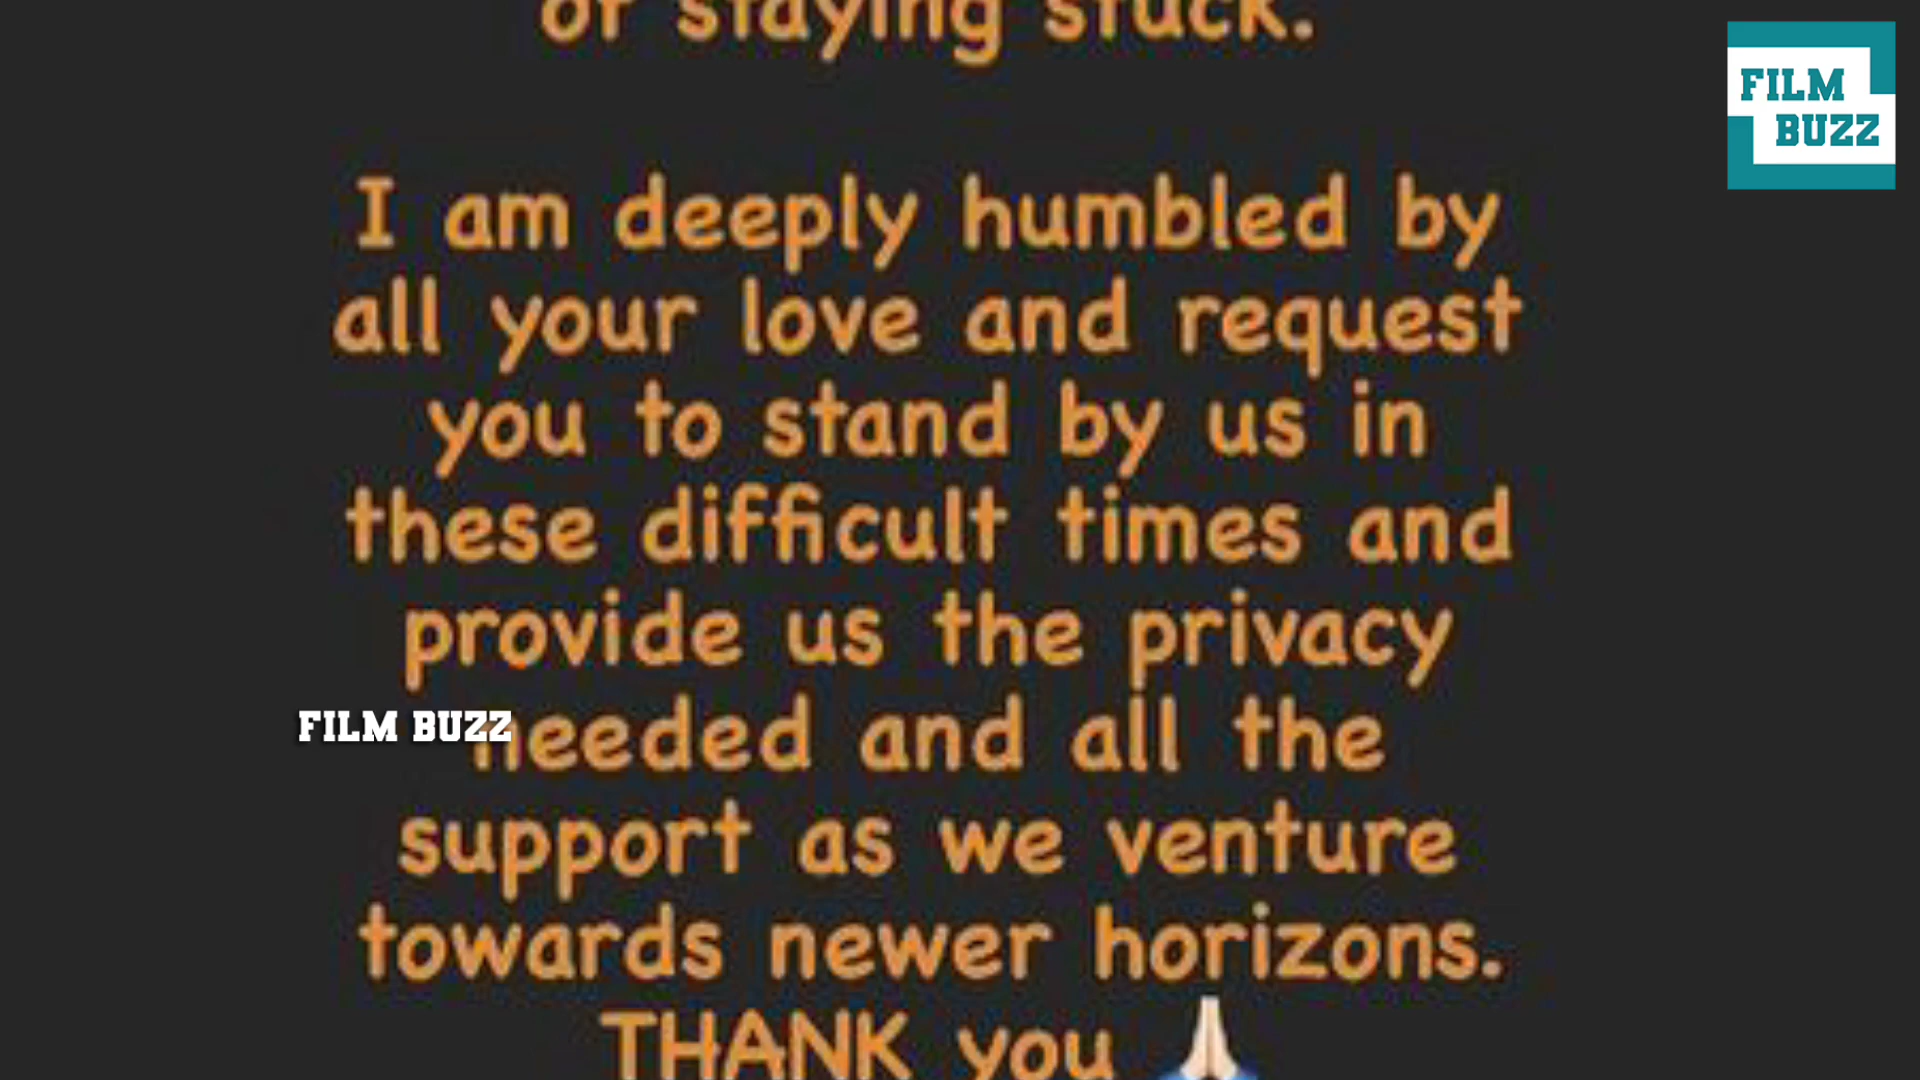 or staying stuck.
FILM
BUZZ
I am deeply humbled by
all your love and request
you to stand by us in
these difficult times and
provide us the privacy
FILM BUZZ
needed and all the
support as we venture
towards newer horizons.
THANK you 🙏🏻